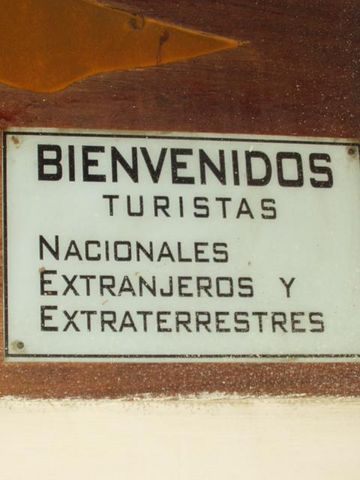 BIENVENIDOS
TURISTAS
NACIONALES
EXTRANJEROS Y
EXTRATERRESTRES